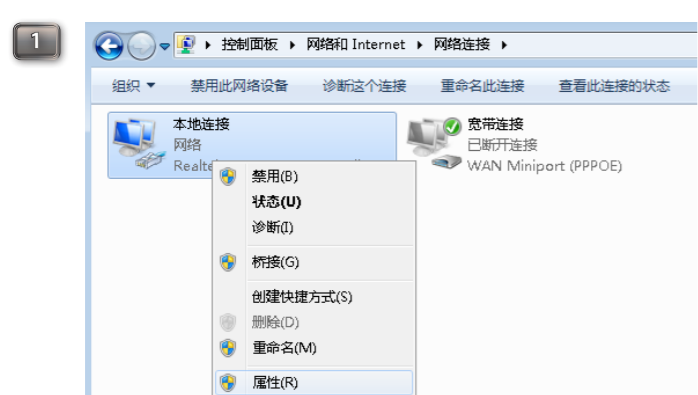 1
控制面板 网络和 Internet 网络连接
组织 禁用此网络设备 诊断这个连接 重命名此连接 查看此连接的状态
本地连接
网络
宽带连接
已断开连接
WAN Miniport (PPPOE)
禁用(B)
状态(U)
诊断(I)
桥接(G)
创建快捷方式(S)
删除(D)
重命名(M)
属性(R)